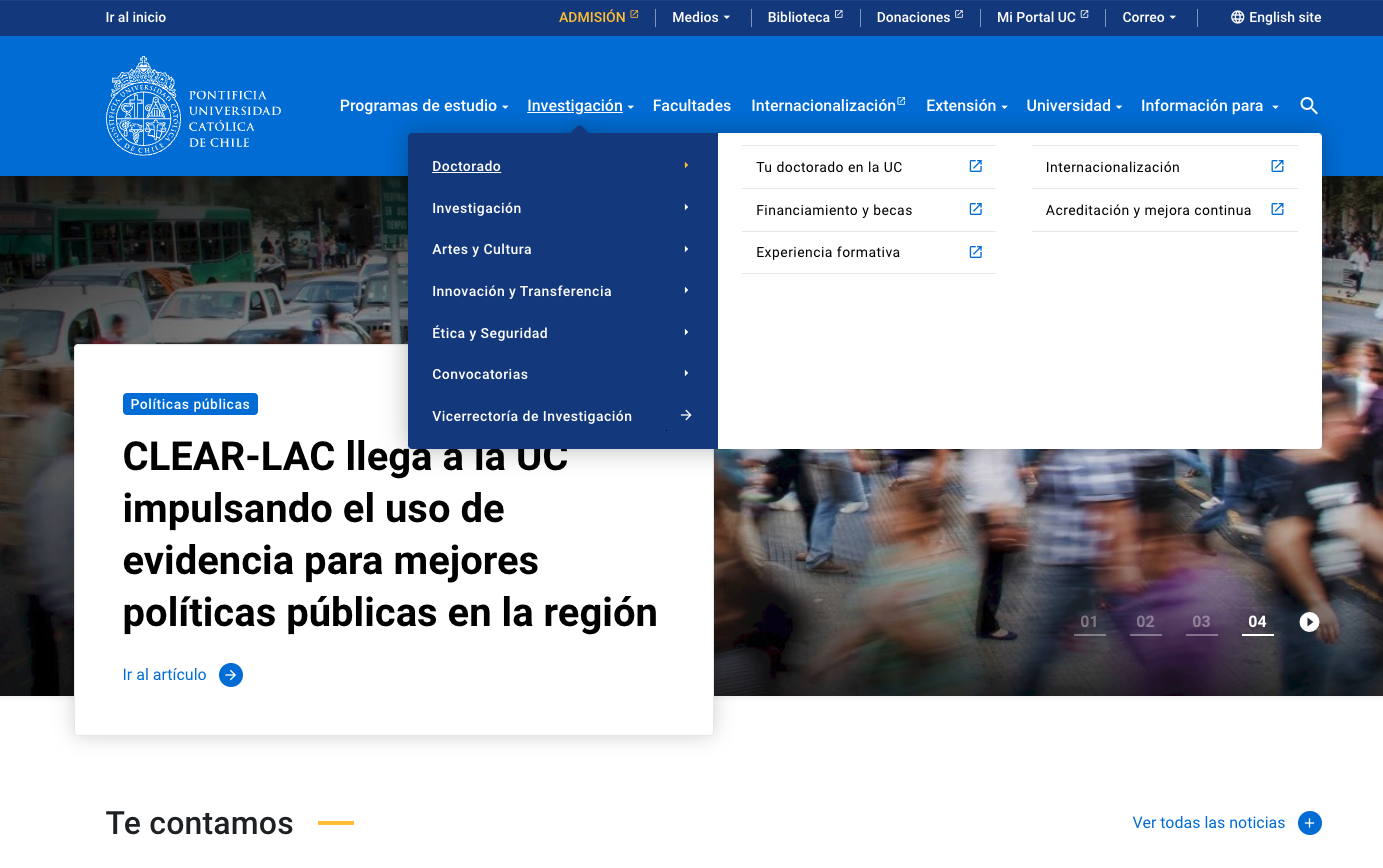 Ir al inicio
ADMISIÓN
Medios
Biblioteca
Donaciones
Mi Portal UC
Correo
English site
PONTIFICIA
UNIVERSIDAD
CATÓLICA
DE CHILE
Programas de estudio
Investigación
Facultades
Internacionalización
Extensión
Universidad
Información para
Doctorado
Investigación
Artes y Cultura
Innovación y Transferencia
Ética y Seguridad
Convocatorias
Vicerrectoría de Investigación
Tu doctorado en la UC
Financiamiento y becas
Experiencia formativa
Internacionalización
Acreditación y mejora continua
Políticas públicas
CLEAR-LAC llega a la UC
impulsando el uso de
evidencia para mejores
políticas públicas en la región
Ir al artículo
01 02 03 04
Te contamos
Ver todas las noticias